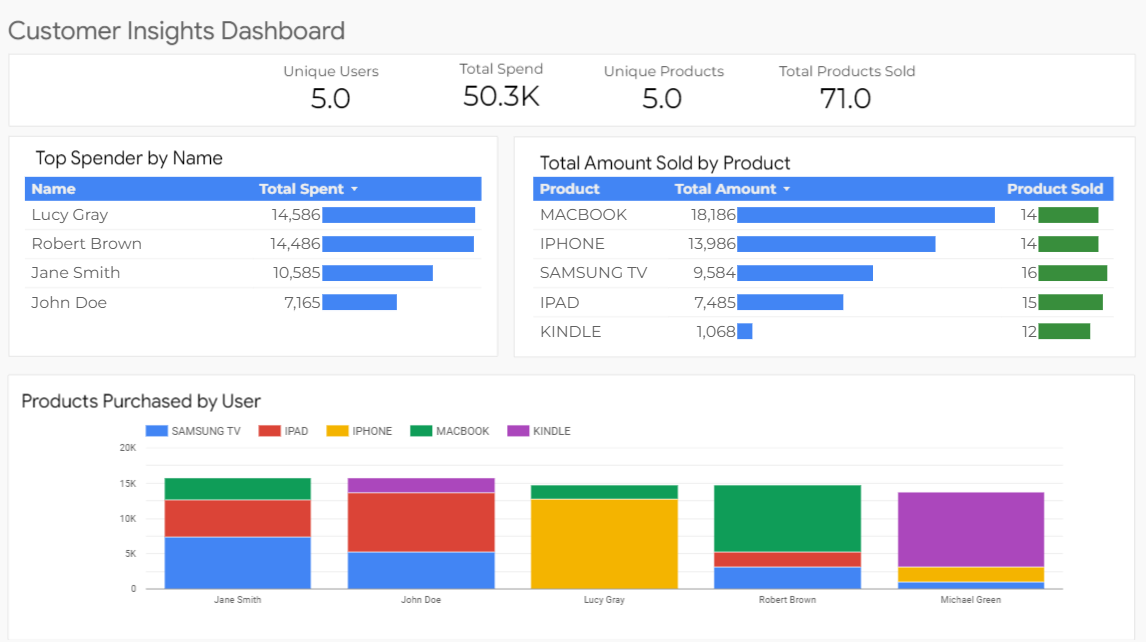 Customer Insights Dashboard
Unique Users Total Spend Unique Products Total Products Sold
5.0 50.3K 5.0 71.0
Top Spender by Name
Name Total Spent
Lucy Gray 14,586
Robert Brown 14,486
Jane Smith 10,585
John Doe 7,165
Total Amount Sold by Product
Product Total Amount Product Sold
MACBOOK 18,186 14
IPHONE 13,986 14
SAMSUNG TV 9,584 16
IPAD 7,485 15
KINDLE 1,068 12
Products Purchased by User
SAMSUNG TV IPAD IPHONE MACBOOK KINDLE
20K
15K
10K
5K
0
Jane Smith John Doe Lucy Gray Robert Brown Michael Green